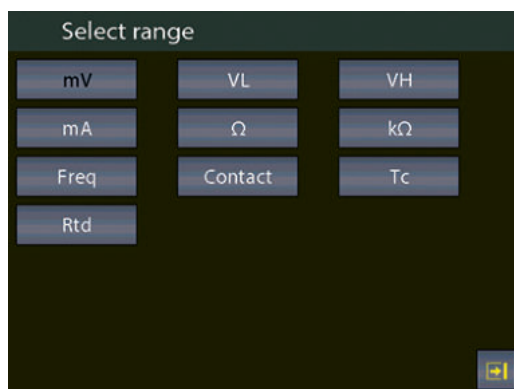 Select range
mV VL VH
mA Ω kΩ
Freq Contact Tc
Rtd